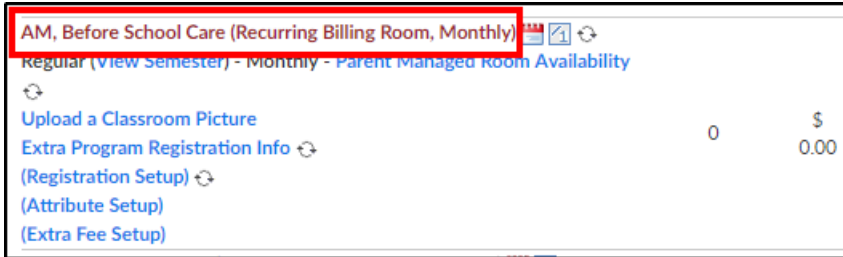 AM, Before School Care (Recurring Billing Room, Monthly)
Regular (View Semester) - Monthly - Parent Managed Room Availability
Upload a Classroom Picture
Extra Program Registration Info
(Registration Setup)
(Attribute Setup)
(Extra Fee Setup)
0
$
0.00